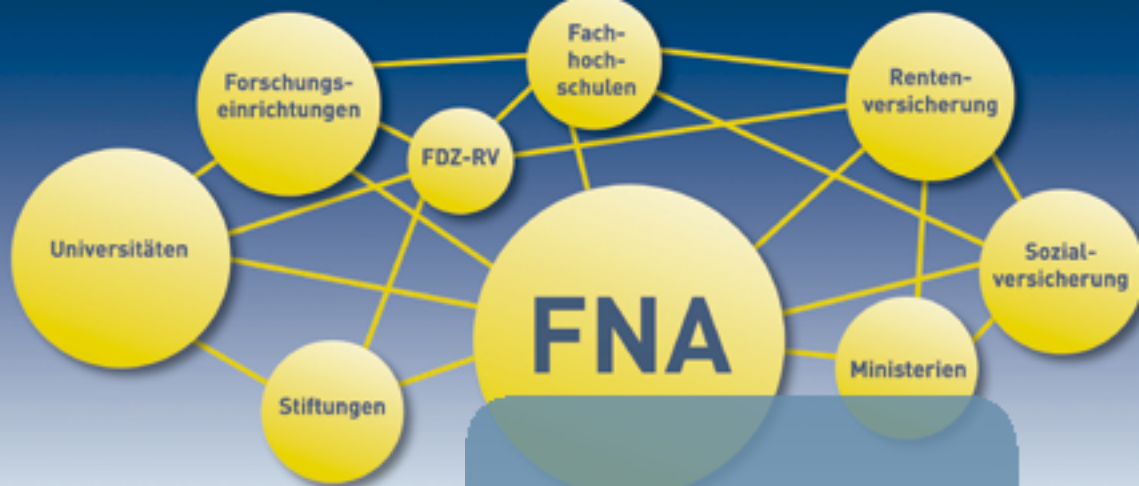 Fach-
hoch-
schulen
Forschungs-
einrichtungen
Renten-
versicherung
FDZ-RV
Universitäten
Sozial-
versicherung
FNA
Ministerien
Stiftungen